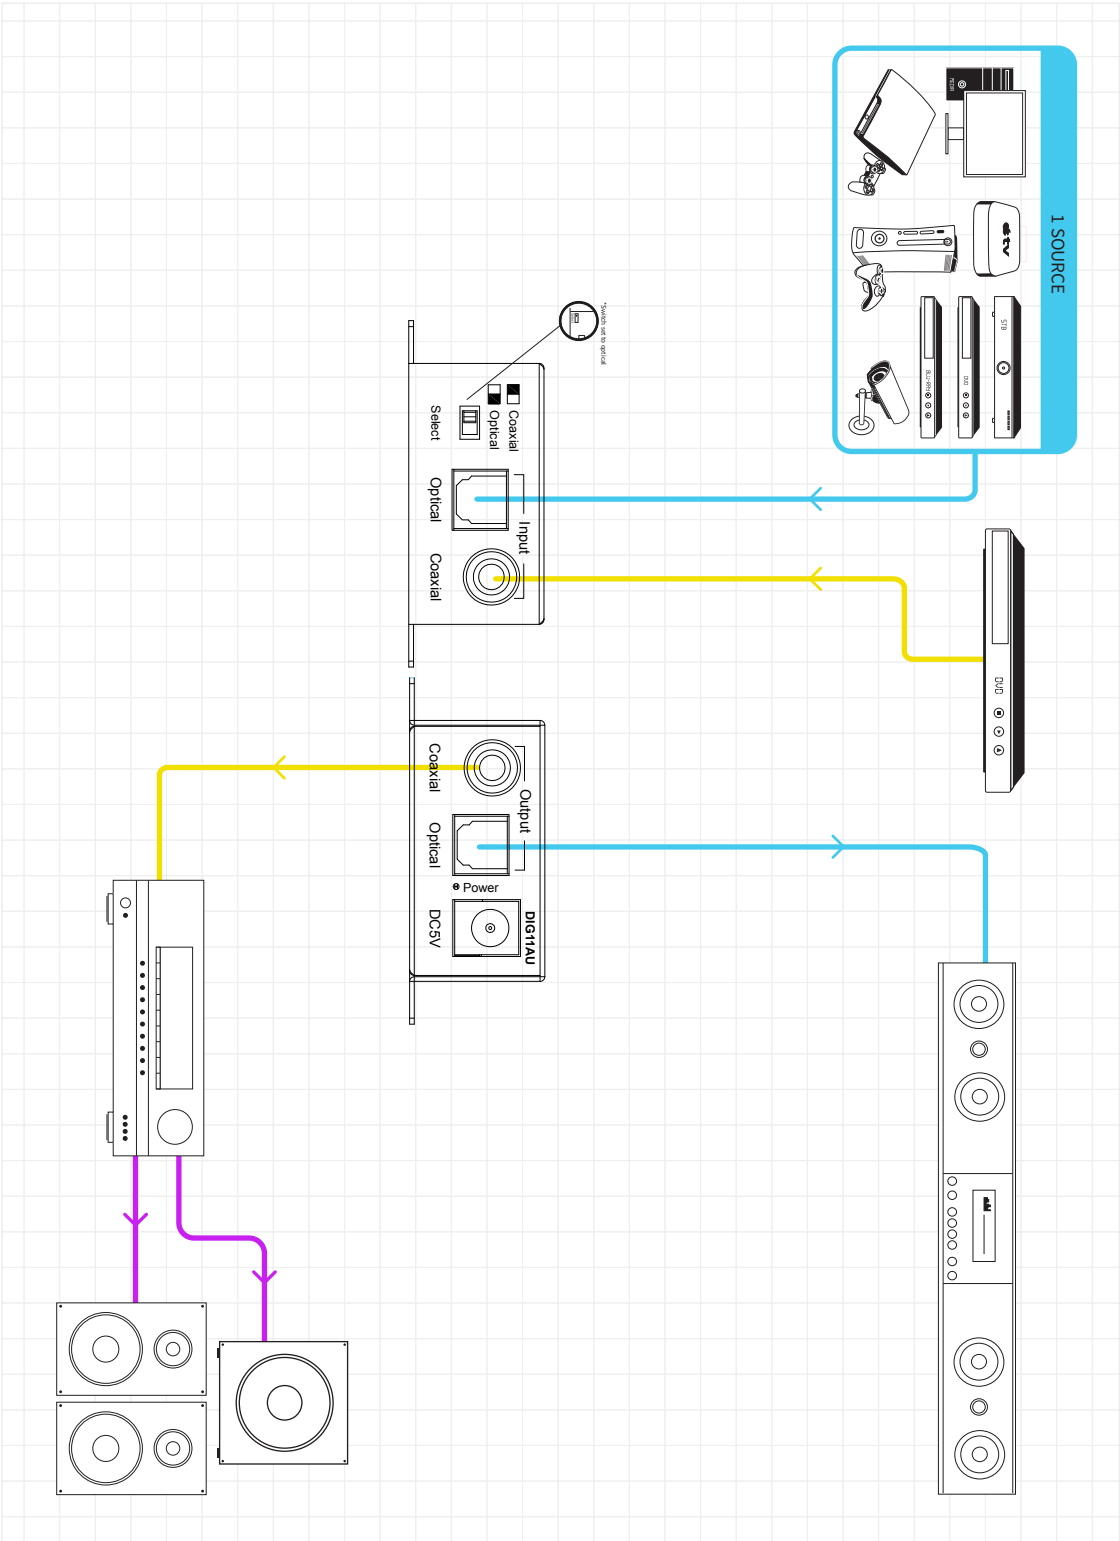 1 SOURCE
tv
STB
DVD
BLU-RAY
*Switch set to optical
Coaxial
Optical
Select
Input
Optical
Coaxial
DVD
Output
Coaxial
Optical
Power
DIG11AU
DC5V